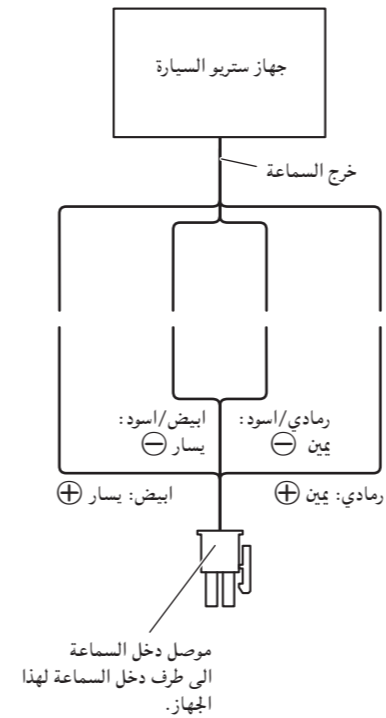 جهاز ستريو السيارة
خرج السماعة
رمادي/اسود:
يمين ⊖
ابيض/اسود:
يسار ⊖
رمادي: يمين ⊕
ابيض: يسار ⊕
موصل دخل السماعة
الى طرف دخل السماعة لهذا
الجهاز.